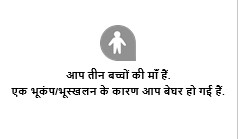 आप तीन बच्चों की माँ हैं.
एक भूकंप/भूस्खलन के कारण आप बेघर हो गई हैं.